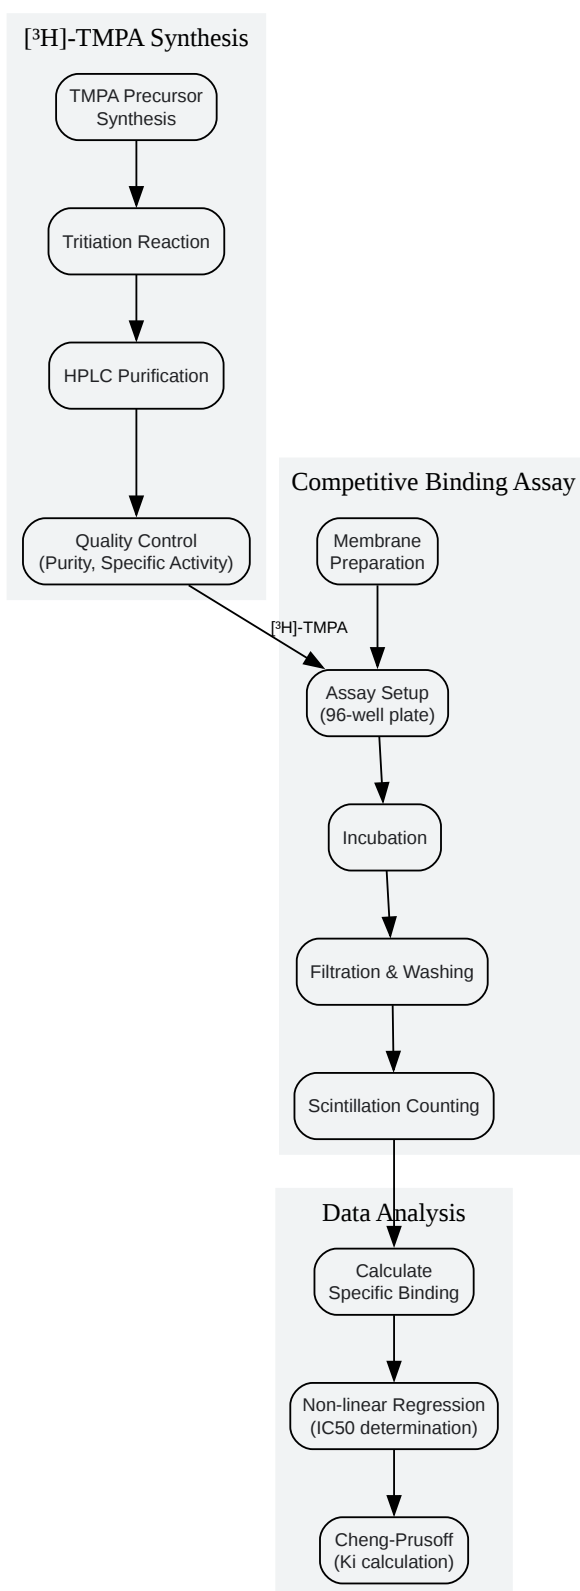 [³H]-TMPA Synthesis
TMPA Precursor
Synthesis
Tritiation Reaction
HPLC Purification
Quality Control
(Purity, Specific Activity)
[³H]-TMPA
Competitive Binding Assay
Membrane
Preparation
Assay Setup
(96-well plate)
Incubation
Filtration & Washing
Scintillation Counting
Data Analysis
Calculate
Specific Binding
Non-linear Regression
(IC50 determination)
Cheng-Prusoff
(Ki calculation)